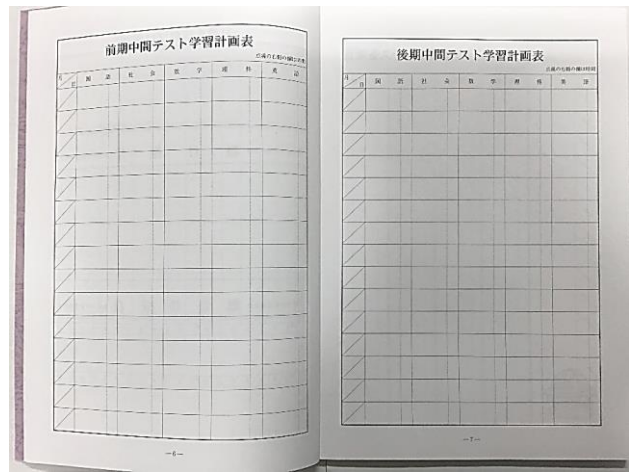 前期中間テスト学習計画表
月 日 国語 社会 数学 理科 英語
―6―
後期中間テスト学習計画表
月 日 国語 社会 数学 理科 英語
―7―